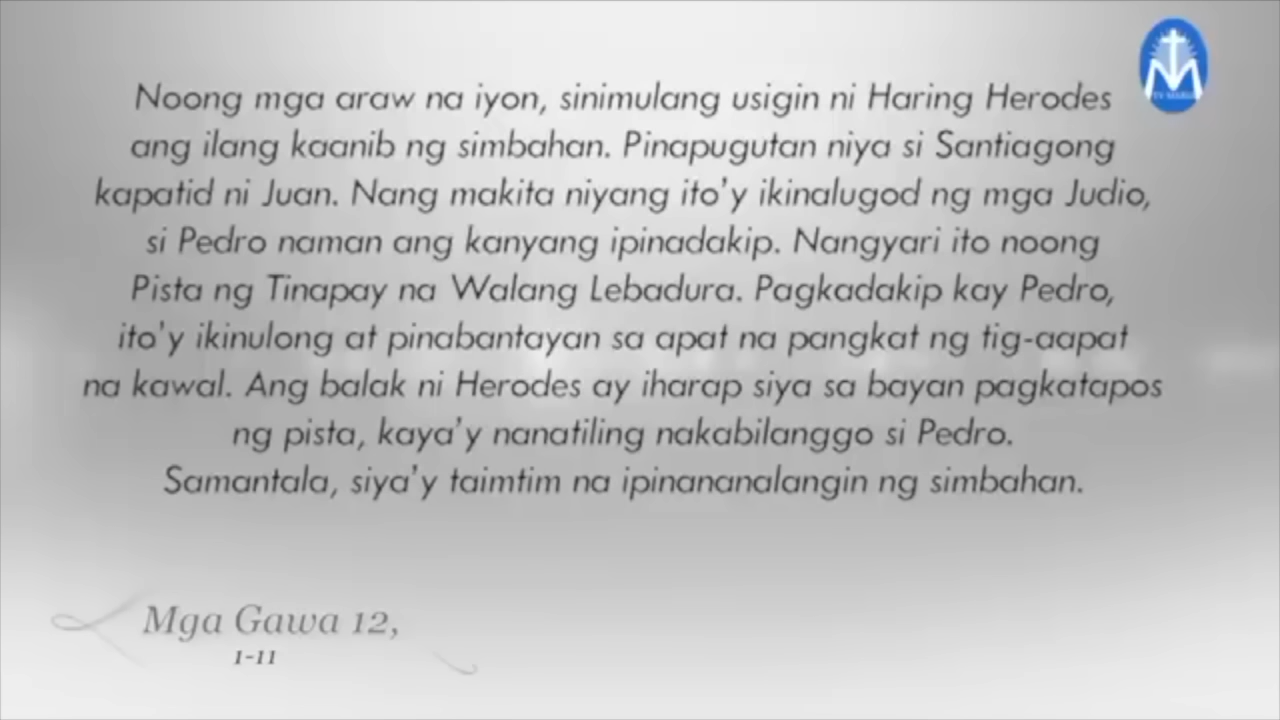 Noong mga araw na iyon, sinimulang usigin ni Haring Herodes
ang ilang kaanib ng simbahan. Pinapugutan niya si Santiagong
kapatid ni Juan. Nang makita niyang ito'y ikinalugod ng mga Judio,
si Pedro naman ang kanyang ipinadakip. Nangyari ito noong
Pista ng Tinapay na Walang Lebadura. Pagkadakip kay Pedro,
ito'y ikinulong at pinabantayan sa apat na pangkat ng tig-aapat
na kawal. Ang balak ni Herodes ay iharap siya sa bayan pagkatapos
ng pista, kaya'y nanatiling nakabilanggo si Pedro.
Samantala, siya'y taimtim na ipinananalangin ng simbahan.
Mga Gawa 12,
1-11
TV MARIA